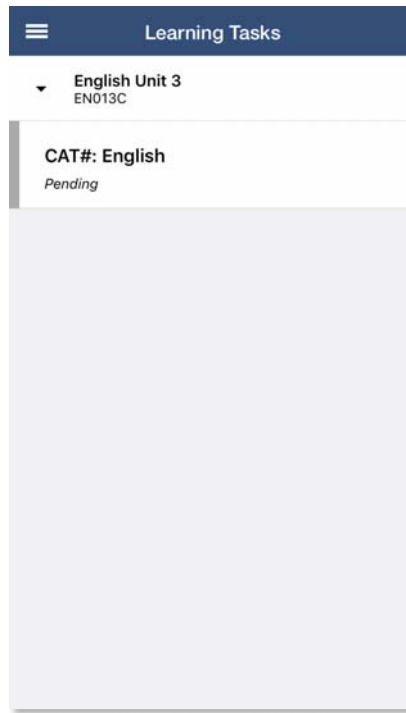 Learning Tasks
English Unit 3
EN013C
CAT#: English
Pending